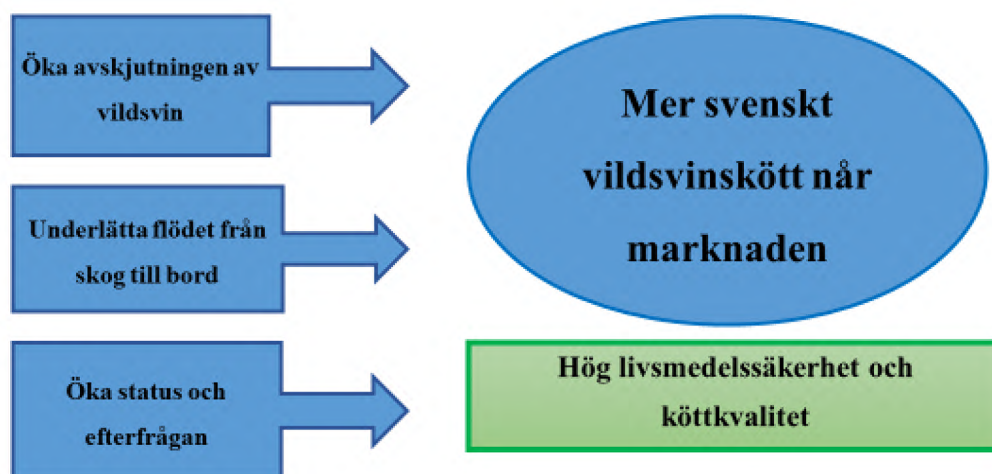 Öka avskjutningen av
vildsvin
Underlätta flödet från
skog till bord
Öka status och
efterfrågan
Mer svenskt
vildsvinskött når
marknaden
Hög livsmedelssäkerhet och
köttkvalitet